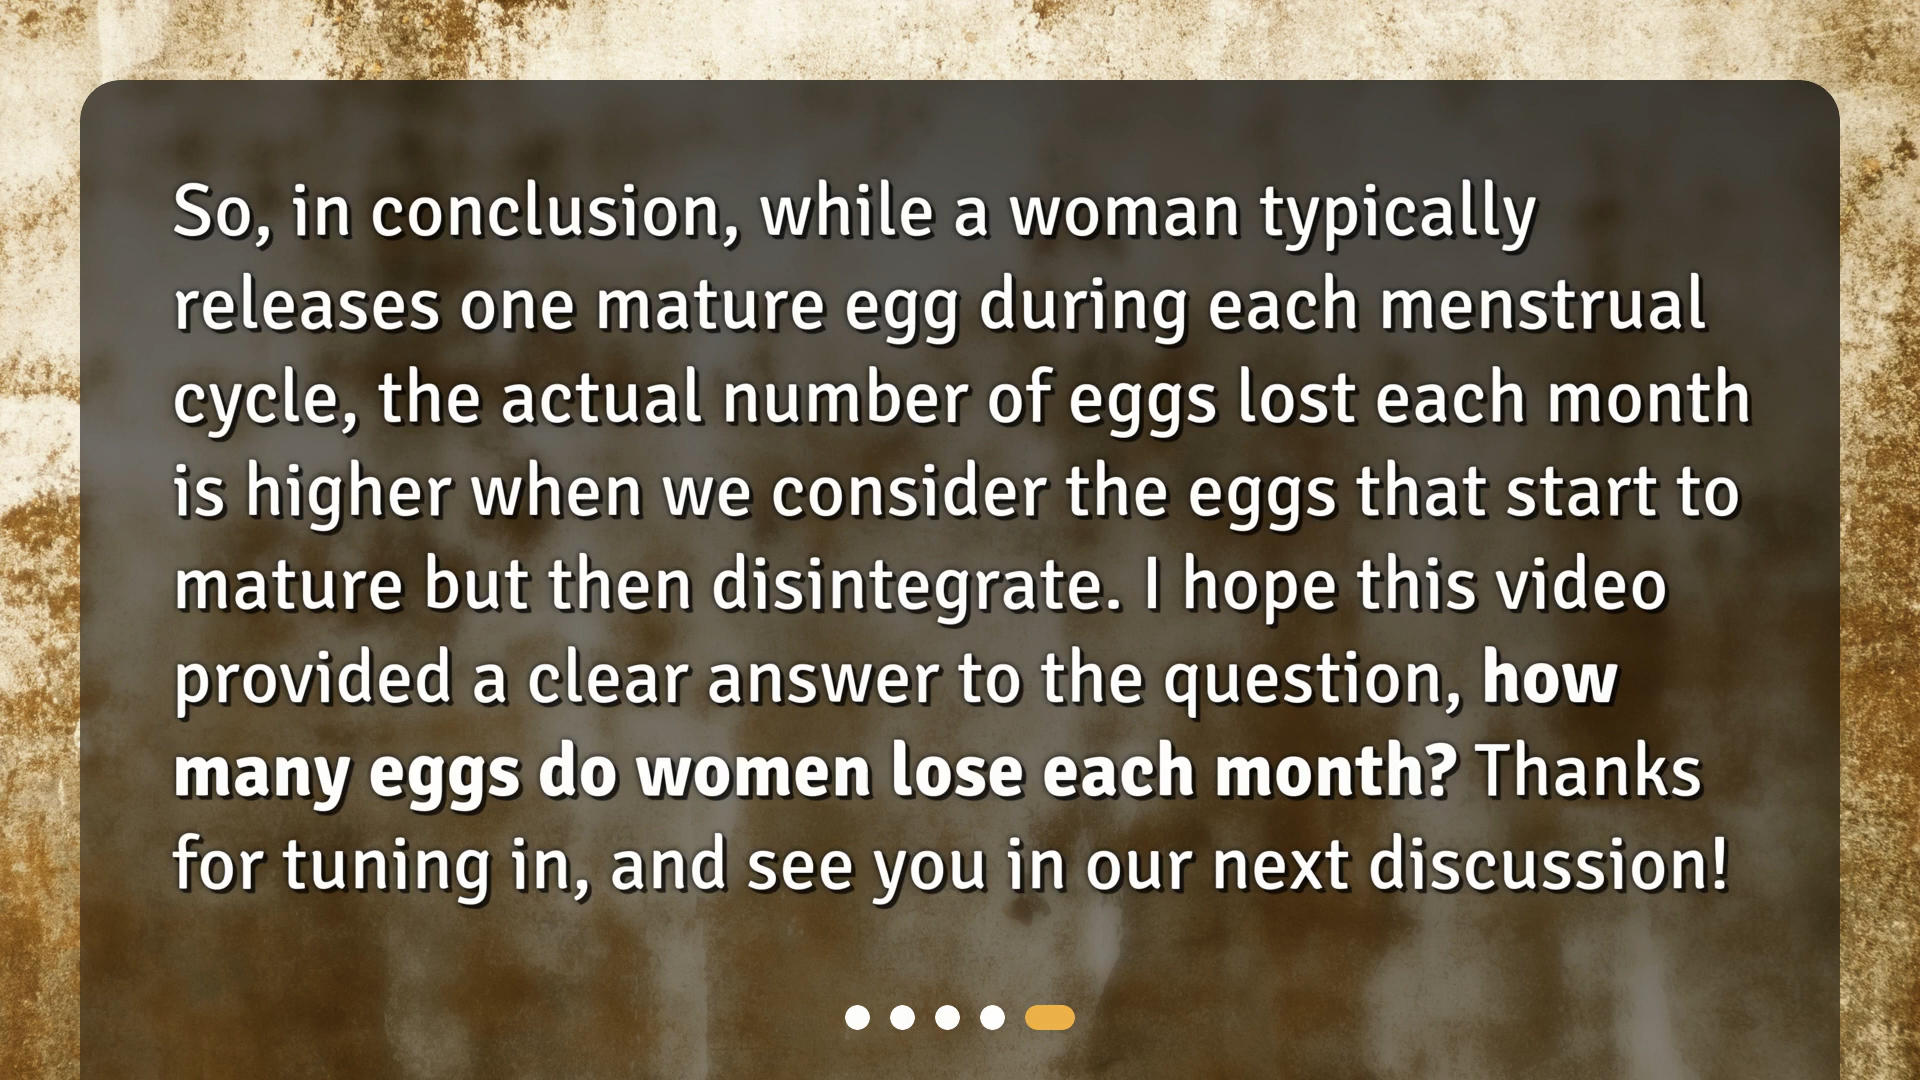 So, in conclusion, while a woman typically
releases one mature egg during each menstrual
cycle, the actual number of eggs lost each month
is higher when we consider the eggs that start to
mature but then disintegrate. I hope this video
provided a clear answer to the question, how
many eggs do women lose each month? Thanks
for tuning in, and see you in our next discussion!